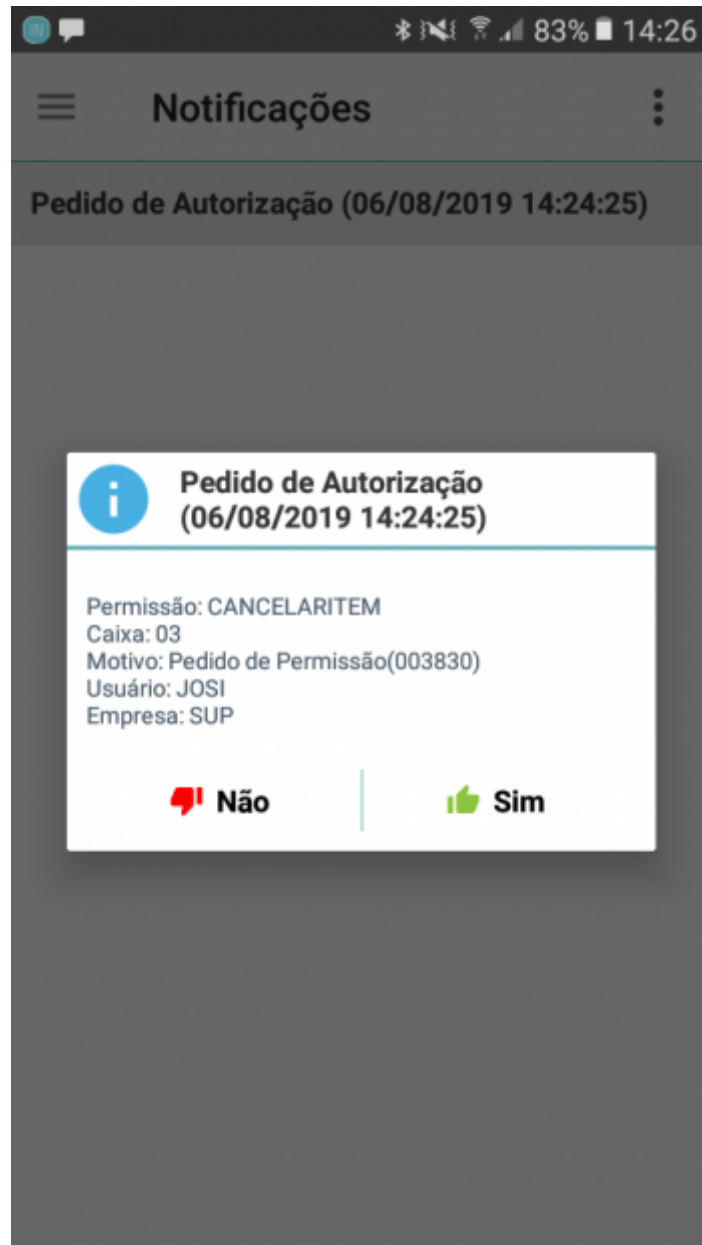 IN
83% 14:26
Notificações
Pedido de Autorização (06/08/2019 14:24:25)
Pedido de Autorização
(06/08/2019 14:24:25)
Permissão: CANCELARITEM
Caixa: 03
Motivo: Pedido de Permissão(003830)
Usuário: JOSI
Empresa: SUP
Não
Sim